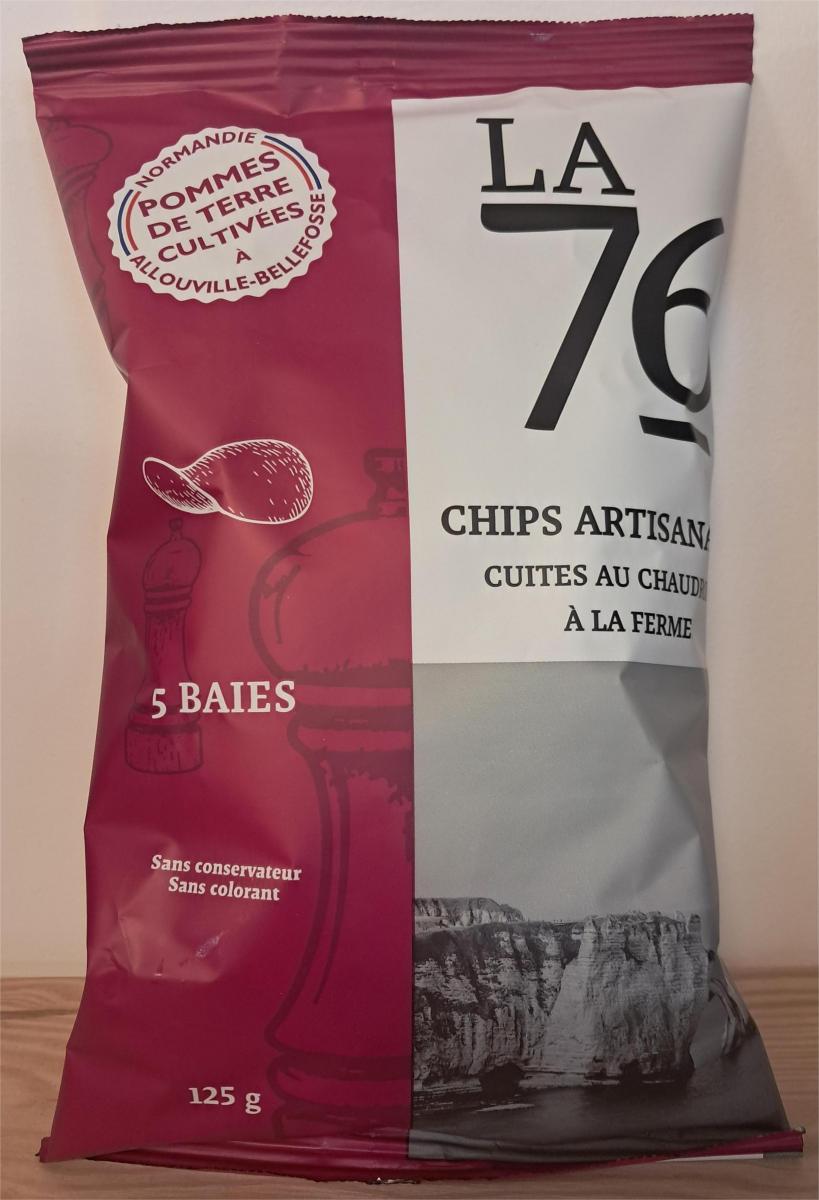 NORMANDIE
POMMES
DE TERRE
CULTIVÉES
À
ALLOUVILLE-BELLEFOSSE
LA
76
CHIPS ARTISANA
CUITES AU CHAUDR
À LA FERME
5 BAIES
Sans conservateur
Sans colorant
125 g